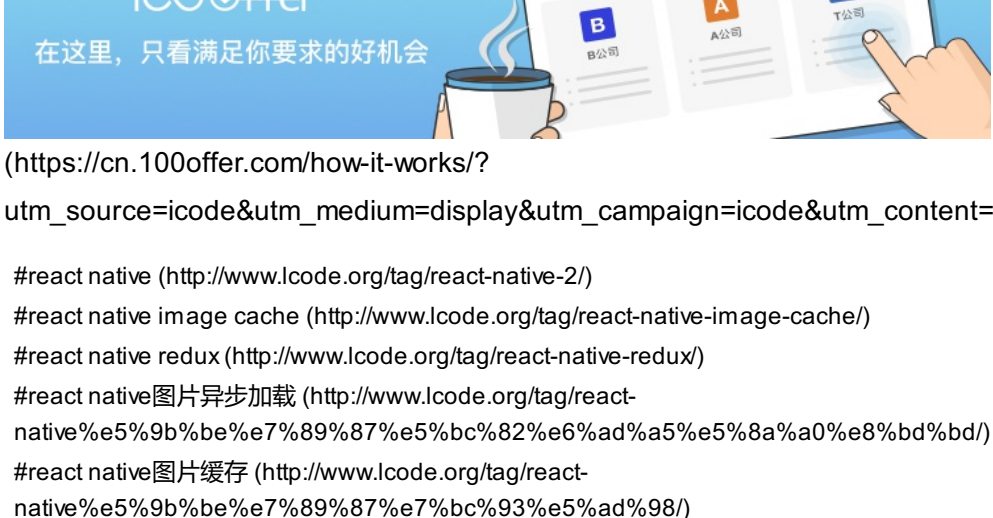 在这里，只看满足你要求的好机会
B
B公司
A
A公司
T公司
(https://cn.100offer.com/how-it-works/?
utm_source=icode&utm_medium=display&utm_campaign=icode&utm_content=
#react native (http://www.lcode.org/tag/react-native-2/)
#react native image cache (http://www.lcode.org/tag/react-native-image-cache/)
#react native redux (http://www.lcode.org/tag/react-native-redux/)
#react native图片异步加载 (http://www.lcode.org/tag/react-
native%e5%9b%be%e7%89%87%e5%bc%82%e6%ad%a5%e5%8a%a0%e8%bd%bd/)
#react native图片缓存 (http://www.lcode.org/tag/react-
native%e5%9b%be%e7%89%87%e7%bc%93%e5%ad%98/)